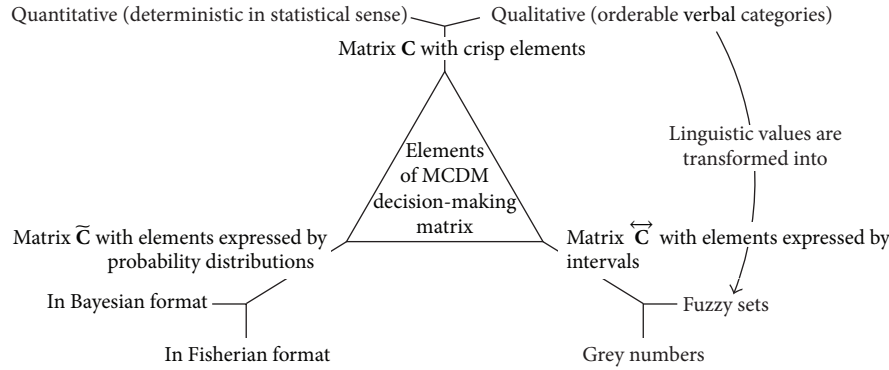 Quantitative (deterministic in statistical sense)
Qualitative (orderable verbal categories)
Matrix C with crisp elements
Linguistic values are
transformed into
Elements
of MCDM
decision-making
matrix
Matrix C̃ with elements expressed by
probability distributions
Matrix C⃡ with elements expressed by
intervals
In Bayesian format
Fuzzy sets
In Fisherian format
Grey numbers